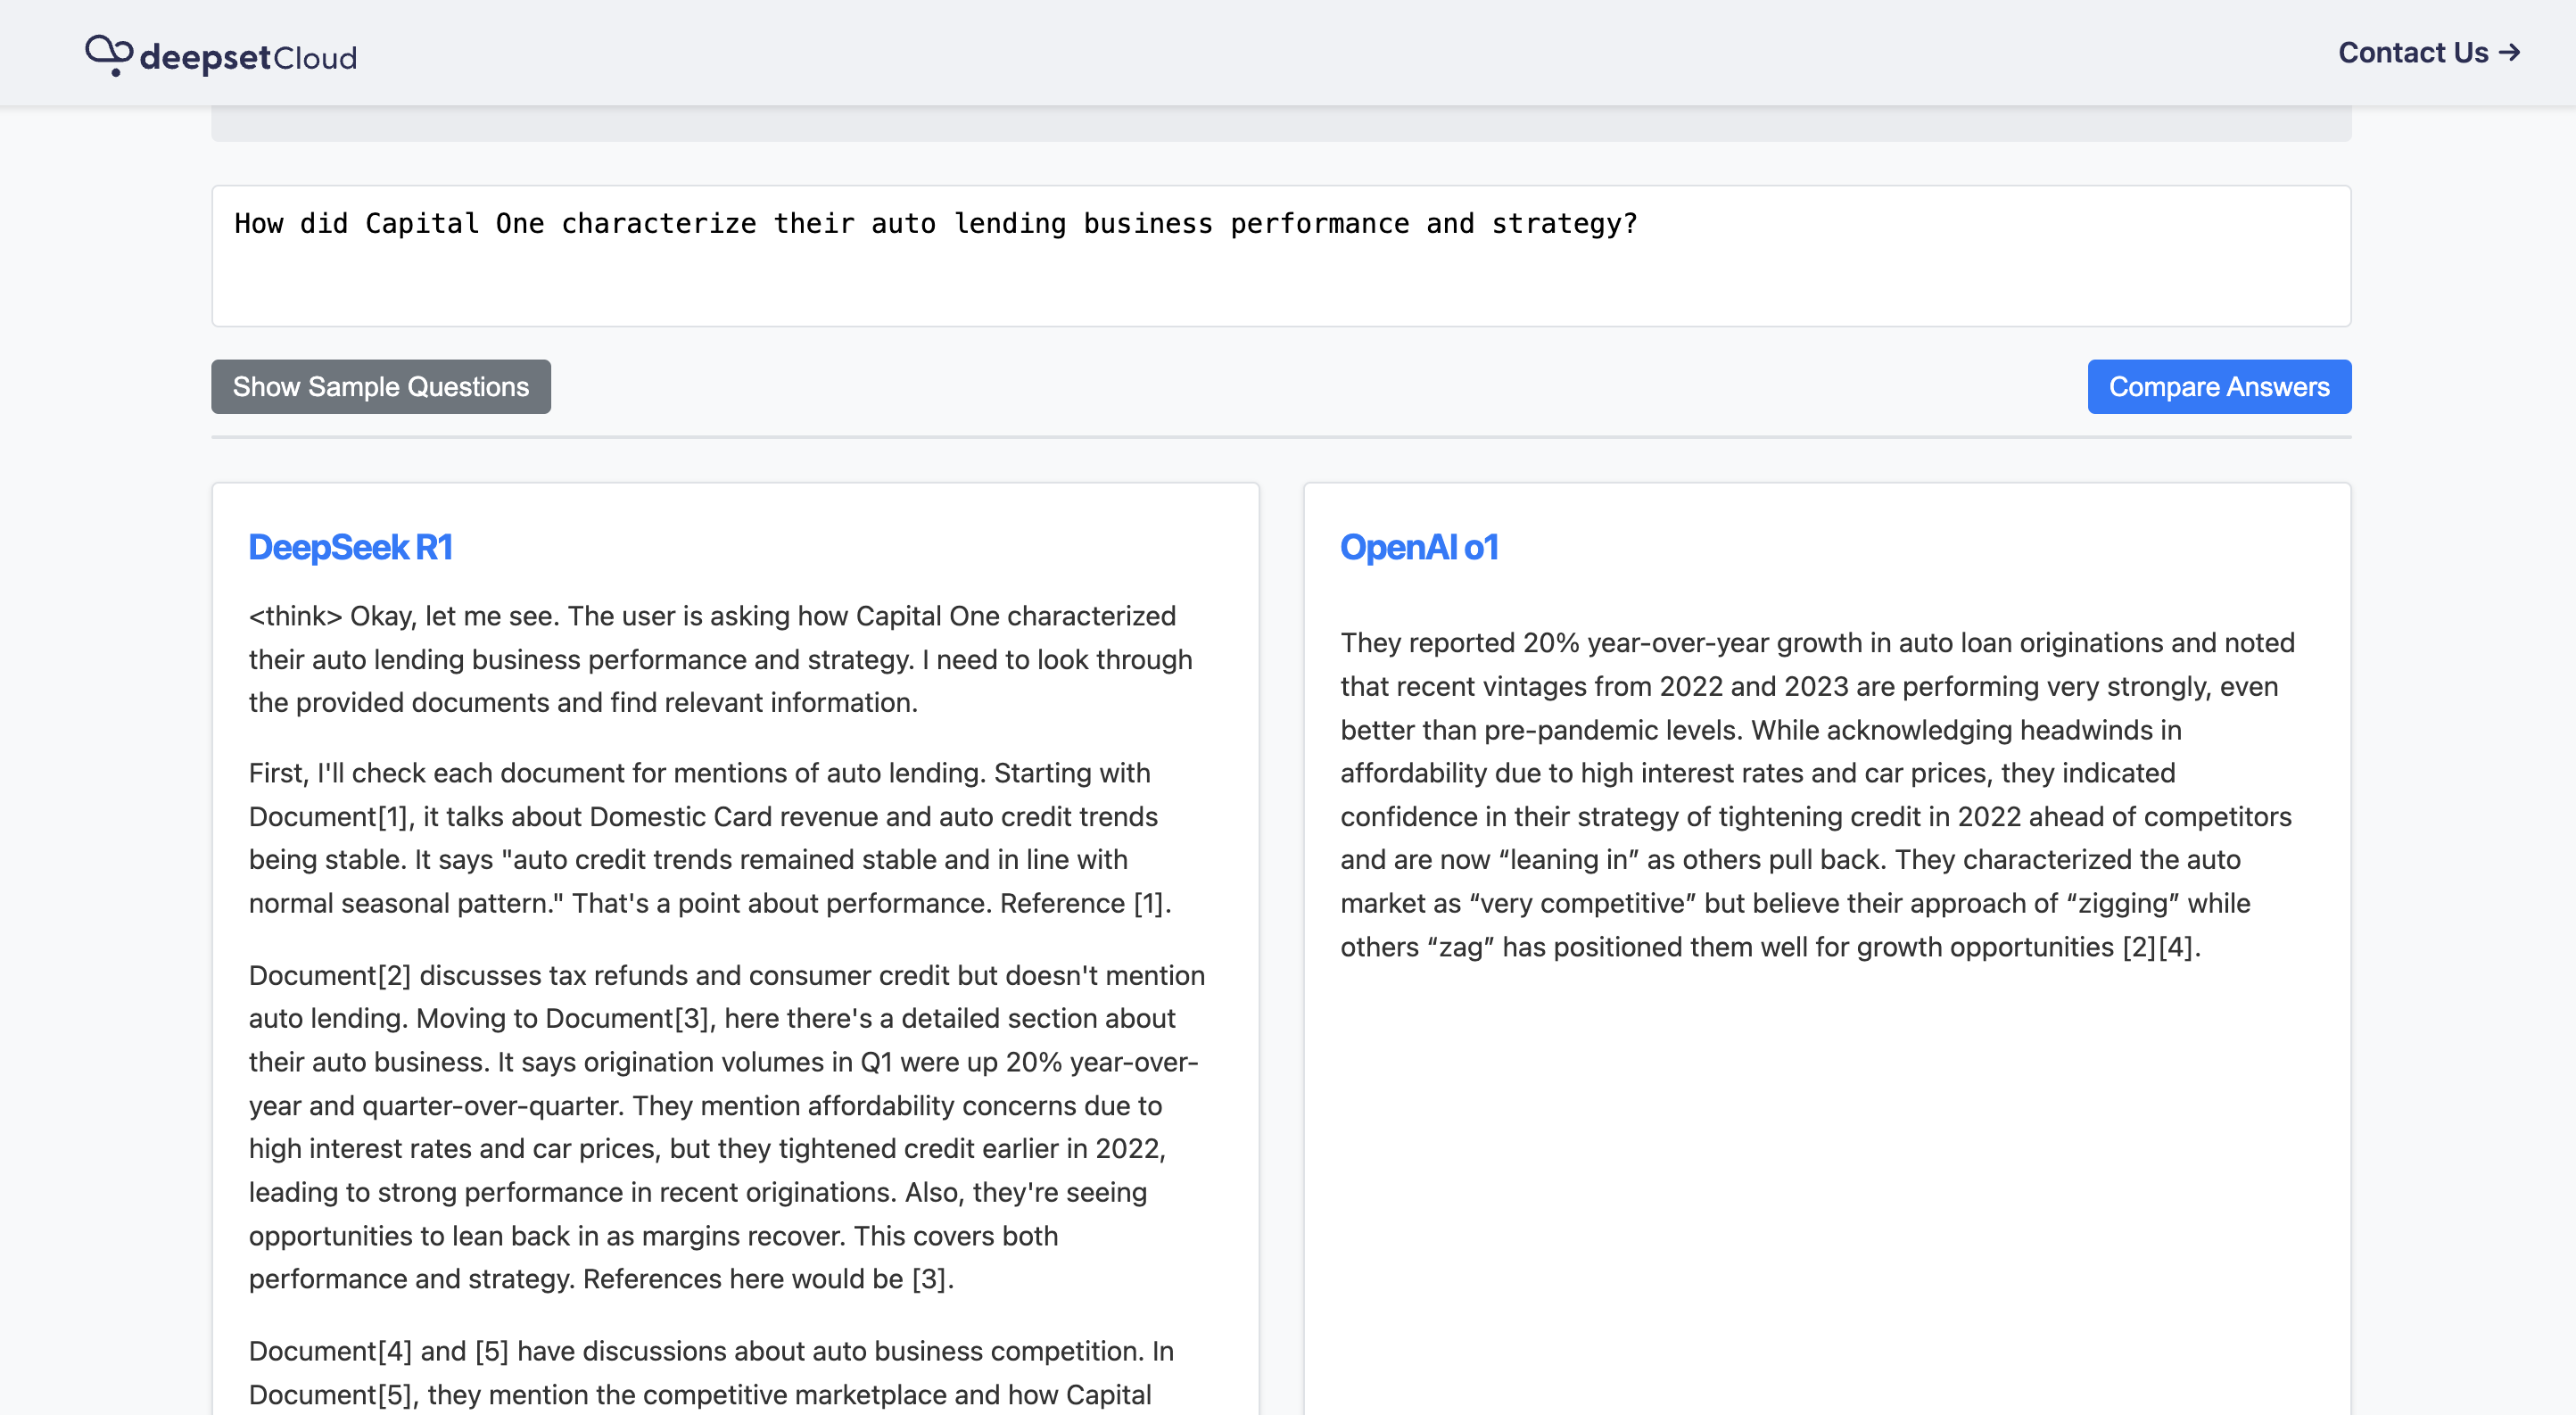 deepsetCloud
Contact Us →
How did Capital One characterize their auto lending business performance and strategy?
Show Sample Questions
Compare Answers
DeepSeek R1
<think> Okay, let me see. The user is asking how Capital One characterized
their auto lending business performance and strategy. I need to look through
the provided documents and find relevant information.
First, I'll check each document for mentions of auto lending. Starting with
Document[1], it talks about Domestic Card revenue and auto credit trends
being stable. It says "auto credit trends remained stable and in line with
normal seasonal pattern." That's a point about performance. Reference [1].
Document[2] discusses tax refunds and consumer credit but doesn't mention
auto lending. Moving to Document[3], here there's a detailed section about
their auto business. It says origination volumes in Q1 were up 20% year-over-
year and quarter-over-quarter. They mention affordability concerns due to
high interest rates and car prices, but they tightened credit earlier in 2022,
leading to strong performance in recent originations. Also, they're seeing
opportunities to lean back in as margins recover. This covers both
performance and strategy. References here would be [3].
Document[4] and [5] have discussions about auto business competition. In
Document[5], they mention the competitive marketplace and how Capital
OpenAI o1
They reported 20% year-over-year growth in auto loan originations and noted
that recent vintages from 2022 and 2023 are performing very strongly, even
better than pre-pandemic levels. While acknowledging headwinds in
affordability due to high interest rates and car prices, they indicated
confidence in their strategy of tightening credit in 2022 ahead of competitors
and are now “leaning in” as others pull back. They characterized the auto
market as “very competitive” but believe their approach of “zigging” while
others “zag” has positioned them well for growth opportunities [2][4].